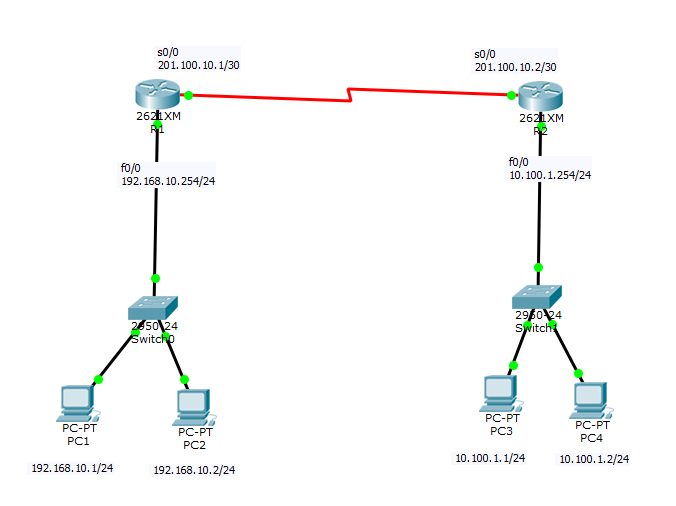 s0/0
201.100.10.1/30
s0/0
201.100.10.2/30
2621XM
R1
2621XM
R2
f0/0
192.168.10.254/24
f0/0
10.100.1.254/24
2950-24
Switch0
2950-24
Switch1
PC-PT
PC1
PC-PT
PC2
PC-PT
PC3
PC-PT
PC4
192.168.10.1/24
192.168.10.2/24
10.100.1.1/24
10.100.1.2/24